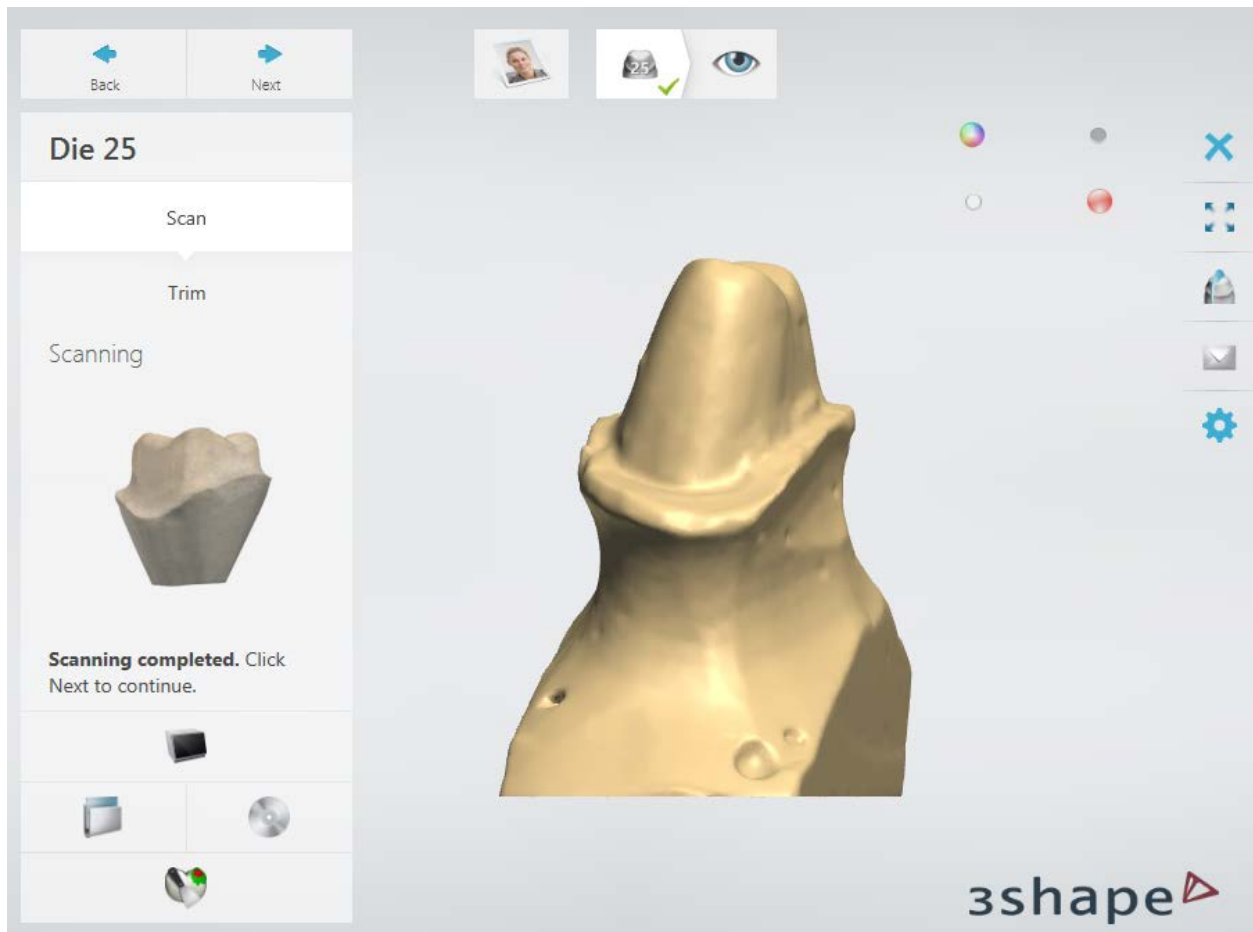 Back
Next
25
Die 25
Scan
Trim
Scanning
Scanning completed. Click
Next to continue.
3shape